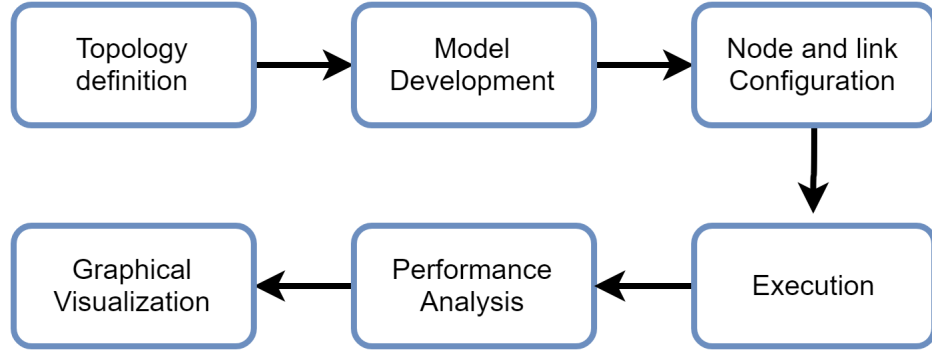 Topology
definition
Model
Development
Node and link
Configuration
Graphical
Visualization
Performance
Analysis
Execution